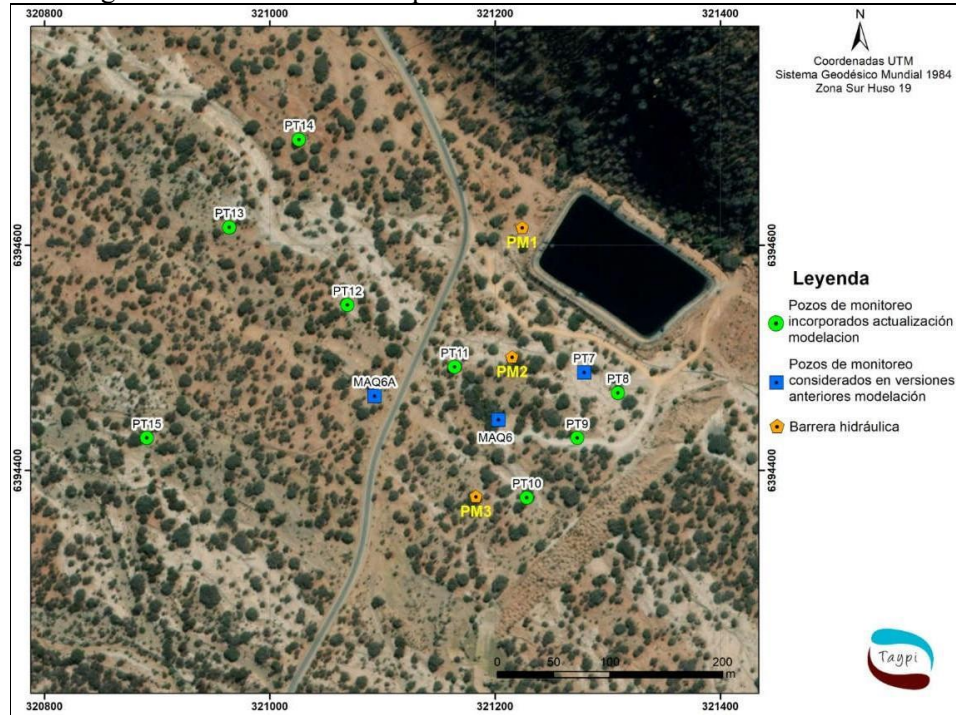 320800 321000 321200 321400
N
Coordenadas UTM
Sistema Geodésico Mundial 1984
Zona Sur Huso 19
PT14
PT13
PM1
6394600 6394600
Leyenda
PT12
Pozos de monitoreo
incorporados actualización
modelacion
PT11
PM2
PT7
PT8
Pozos de monitoreo
considerados en versiones
anteriores modelación
MAQ6A
PT15
MAQ6
PT9
Barrera hidráulica
6394400 6394400
PT10
PM3
0 50 100 200
m
Taypi
320800 321000 321200 321400